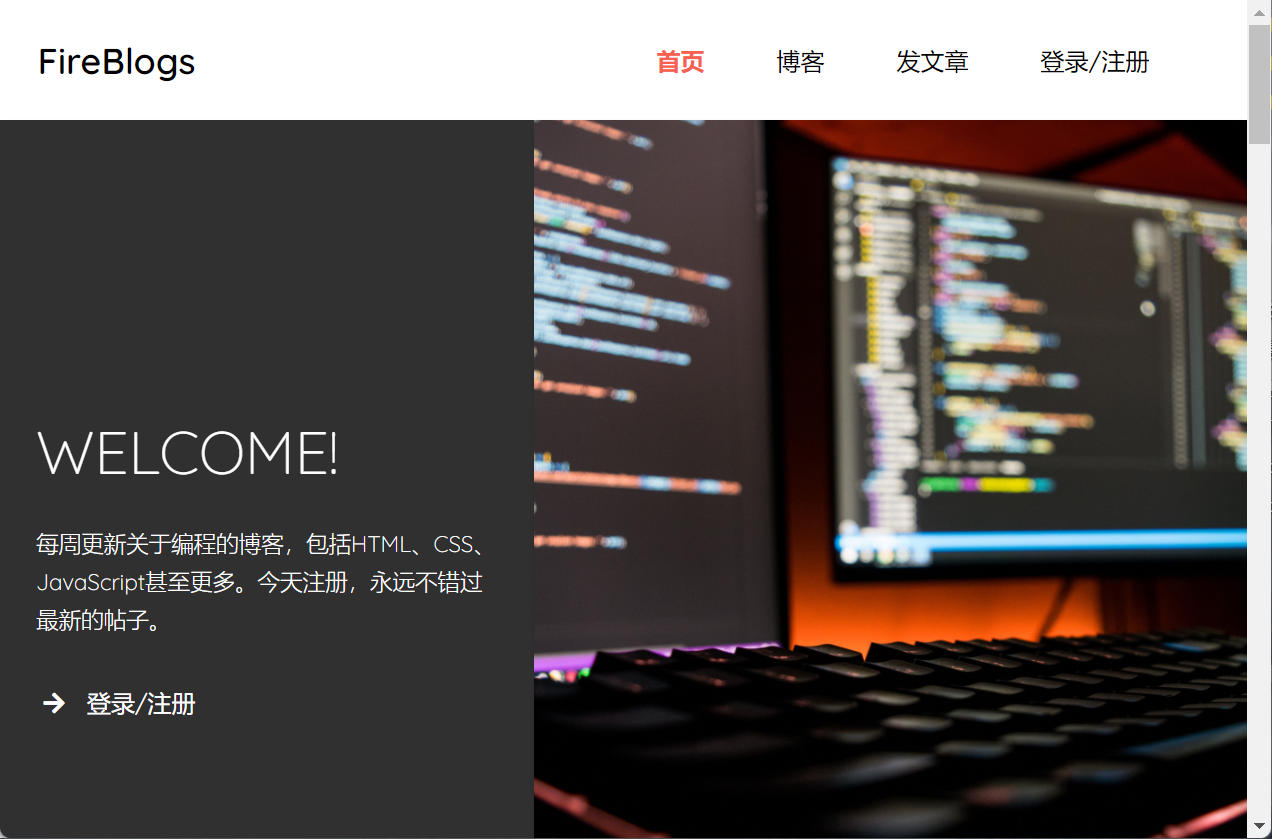 FireBlogs
首页 博客 发文章 登录/注册
WELCOME!
每周更新关于编程的博客，包括HTML、CSS、
JavaScript甚至更多。今天注册，永远不错过
最新的帖子。
登录/注册